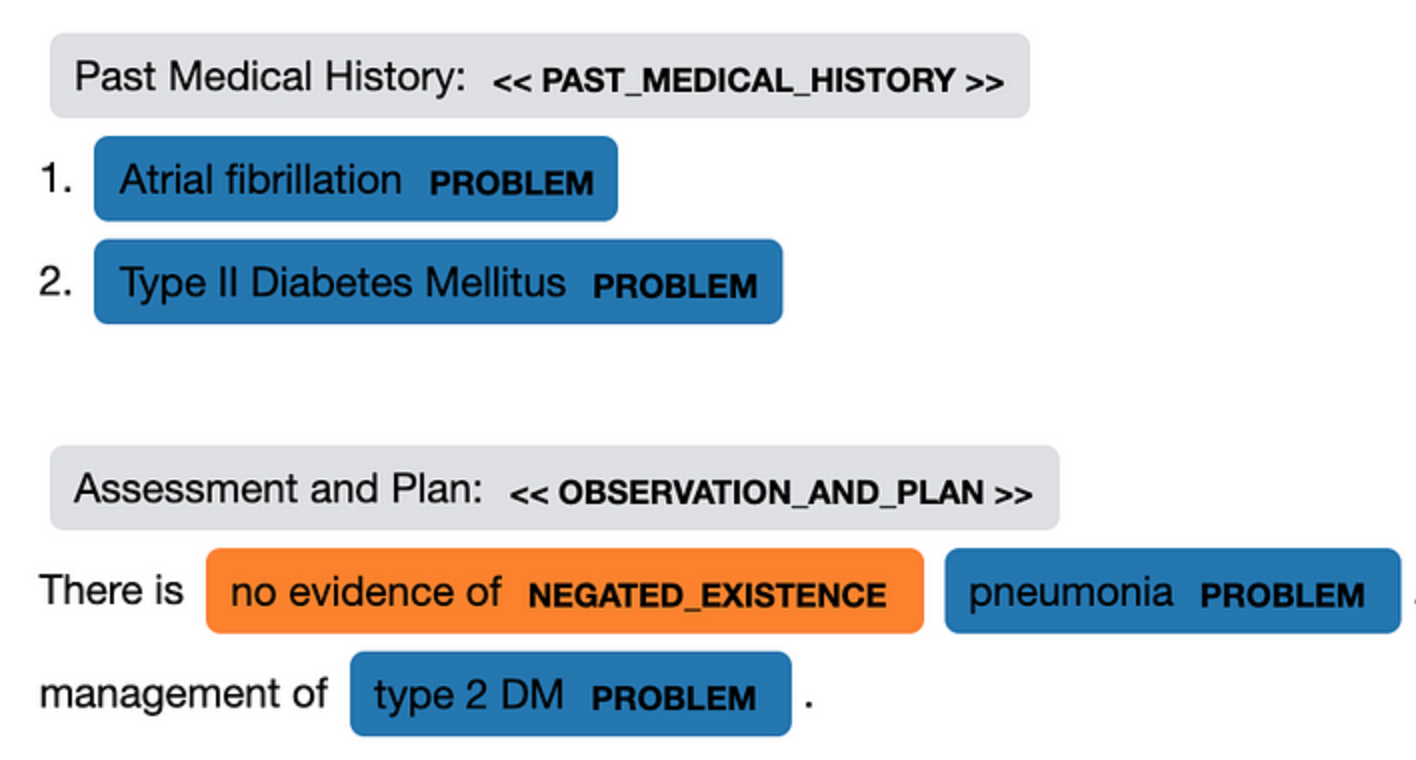 Past Medical History: << PAST_MEDICAL_HISTORY >>
1. Atrial fibrillation PROBLEM
2. Type II Diabetes Mellitus PROBLEM
Assessment and Plan: << OBSERVATION_AND_PLAN >>
There is no evidence of NEGATED_EXISTENCE pneumonia PROBLEM .
management of type 2 DM PROBLEM .